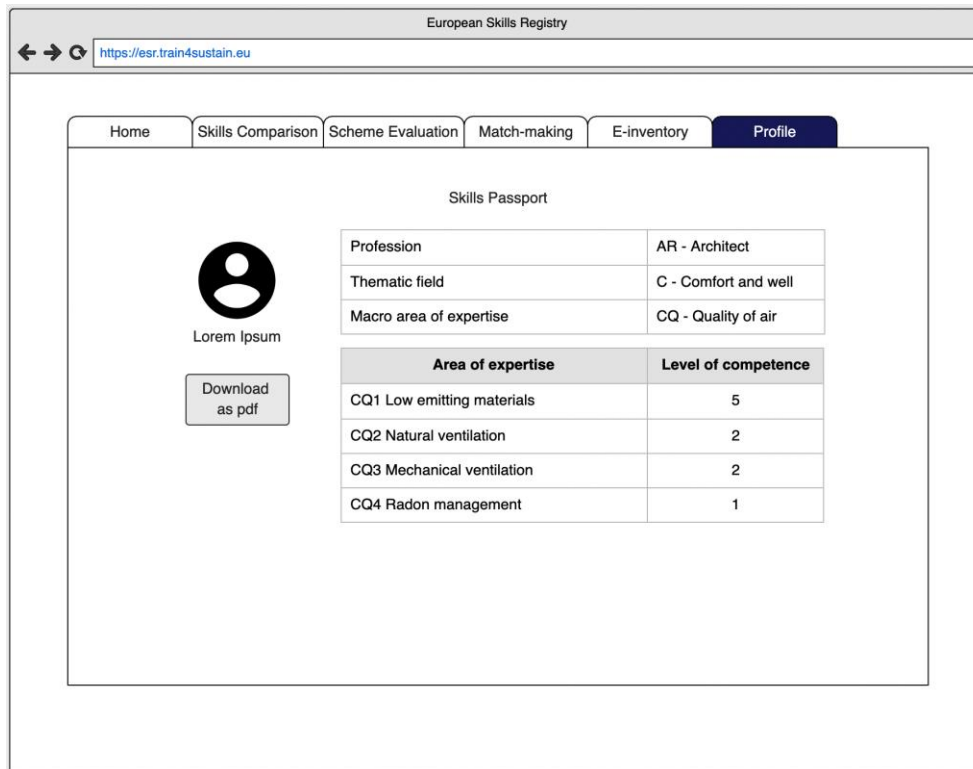 European Skills Registry
https://esr.train4sustain.eu
Home Skills Comparison Scheme Evaluation Match-making E-inventory Profile
Skills Passport
Profession AR - Architect
Thematic field C - Comfort and well
Macro area of expertise CQ - Quality of air
Lorem Ipsum
Download
as pdf
Area of expertise Level of competence
CQ1 Low emitting materials 5
CQ2 Natural ventilation 2
CQ3 Mechanical ventilation 2
CQ4 Radon management 1